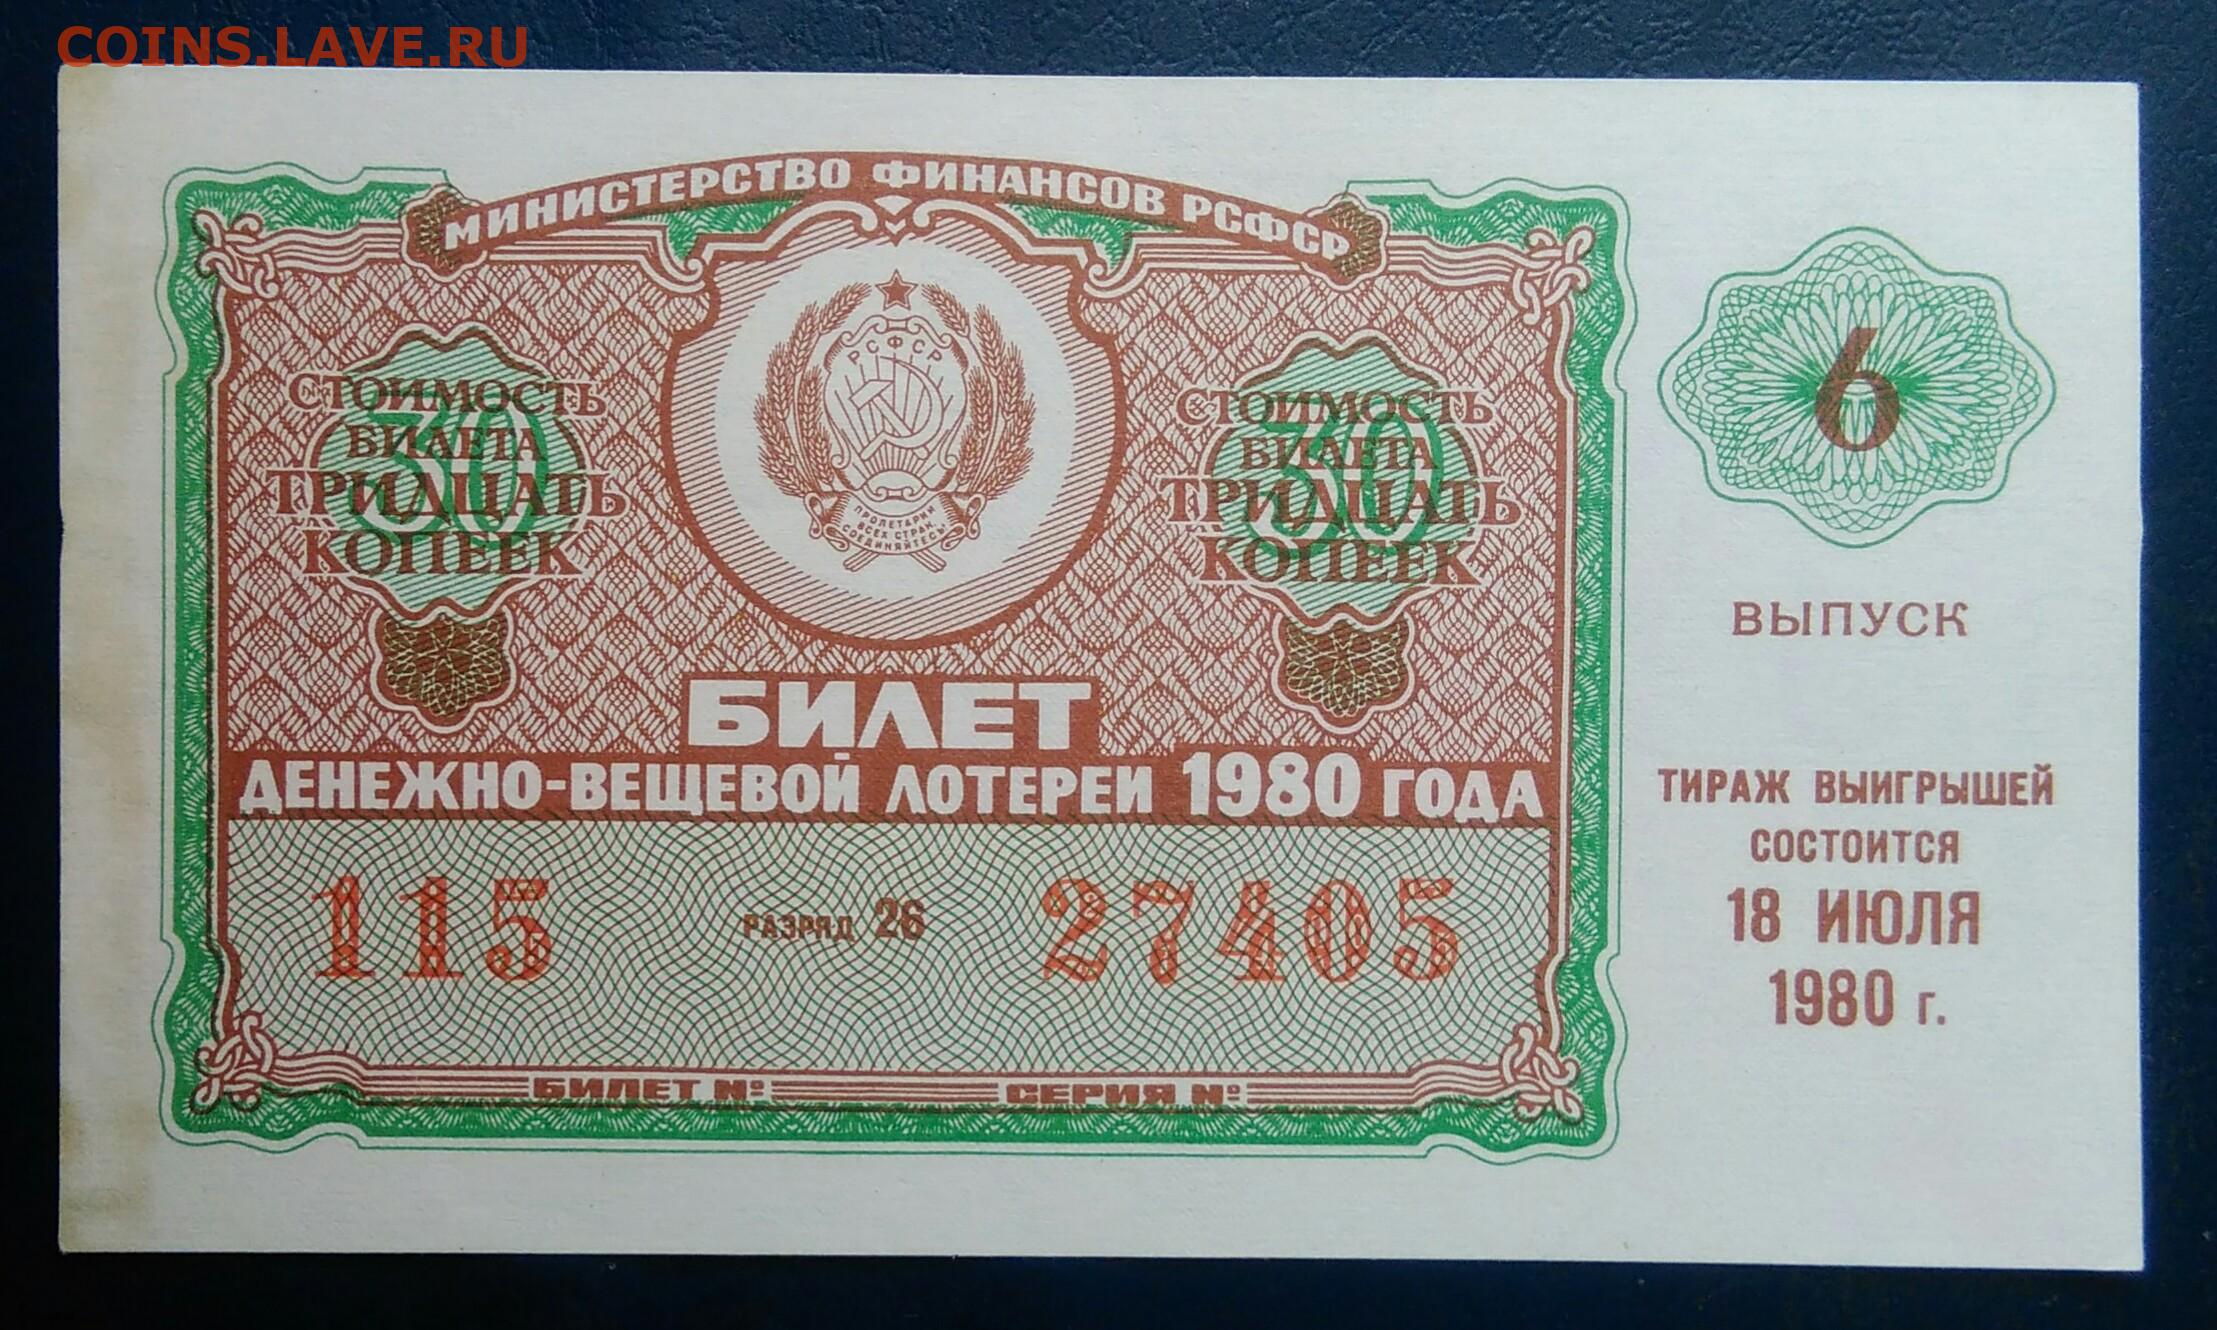 COINS.LAVE.RU
МИНИСТЕРСТВО ФИНАНСОВ РСФСР
РСФСР
ПРОЛЕТАРИИ
ВСЕХ СТРАН,
СОЕДИНЯЙТЕСЬ!
30
СТОИМОСТЬ
БИЛЕТА
ТРИДЦАТЬ
КОПЕЕК
30
СТОИМОСТЬ
БИЛЕТА
ТРИДЦАТЬ
КОПЕЕК
БИЛЕТ
ДЕНЕЖНО-ВЕЩЕВОЙ ЛОТЕРЕИ 1980 ГОДА
115 РАЗРЯД 26 27405
БИЛЕТ № СЕРИЯ №
6
ВЫПУСК
ТИРАЖ ВЫИГРЫШЕЙ
СОСТОИТСЯ
18 ИЮЛЯ
1980 г.